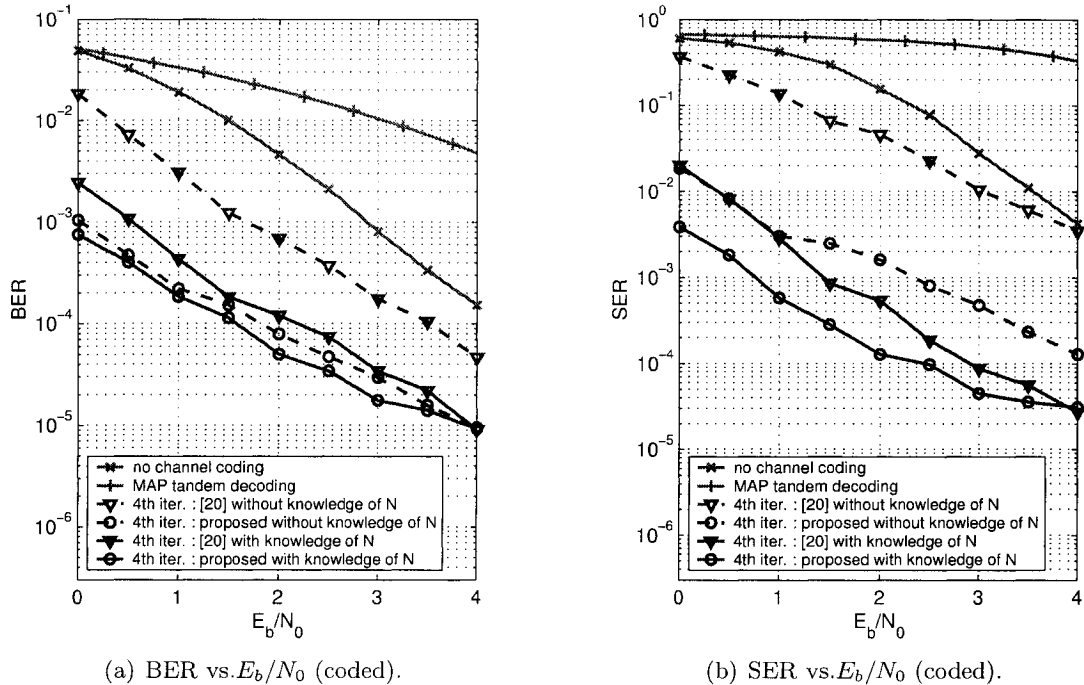 10^0
10^-1
10^-2
10^-3
10^-4
10^-5
10^-6
BER
no channel coding
MAP tandem decoding
4th iter. : [20] without knowledge of N
4th iter. : proposed without knowledge of N
4th iter. : [20] with knowledge of N
4th iter. : proposed with knowledge of N
0 1 2 3 4
E_b/N_0
(a) BER vs.E_b/N_0 (coded).
10^0
10^-1
10^-2
10^-3
10^-4
10^-5
10^-6
SER
no channel coding
MAP tandem decoding
4th iter. : [20] without knowledge of N
4th iter. : proposed without knowledge of N
4th iter. : [20] with knowledge of N
4th iter. : proposed with knowledge of N
0 1 2 3 4
E_b/N_0
(b) SER vs.E_b/N_0 (coded).